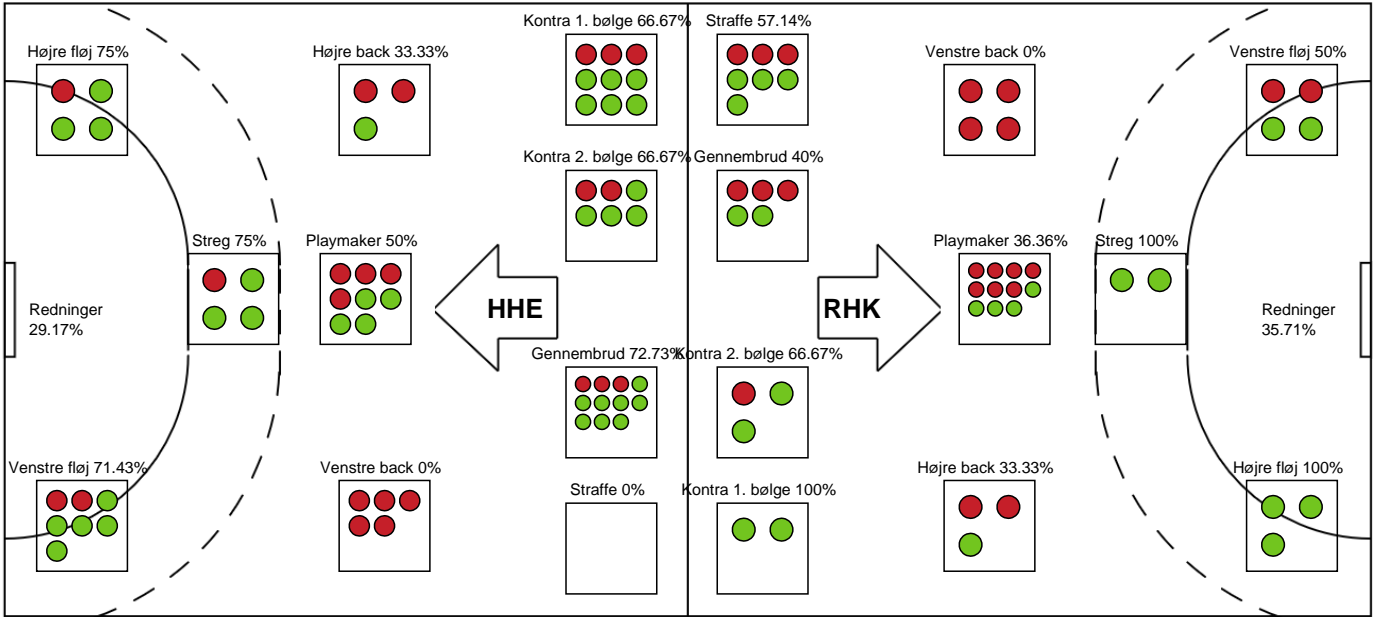 Kontra 1. bølge 66.67%
Straffe 57.14%
Højre fløj 75%
Højre back 33.33%
Venstre back 0%
Venstre fløj 50%
Kontra 2. bølge 66.67%
Gennembrud 40%
Streg 75%
Playmaker 50%
Playmaker 36.36%
Streg 100%
HHE
RHK
Redninger
29.17%
Redninger
35.71%
Gennembrud 72.73%
Kontra 2. bølge 66.67%
Venstre fløj 71.43%
Venstre back 0%
Straffe 0%
Kontra 1. bølge 100%
Højre back 33.33%
Højre fløj 100%